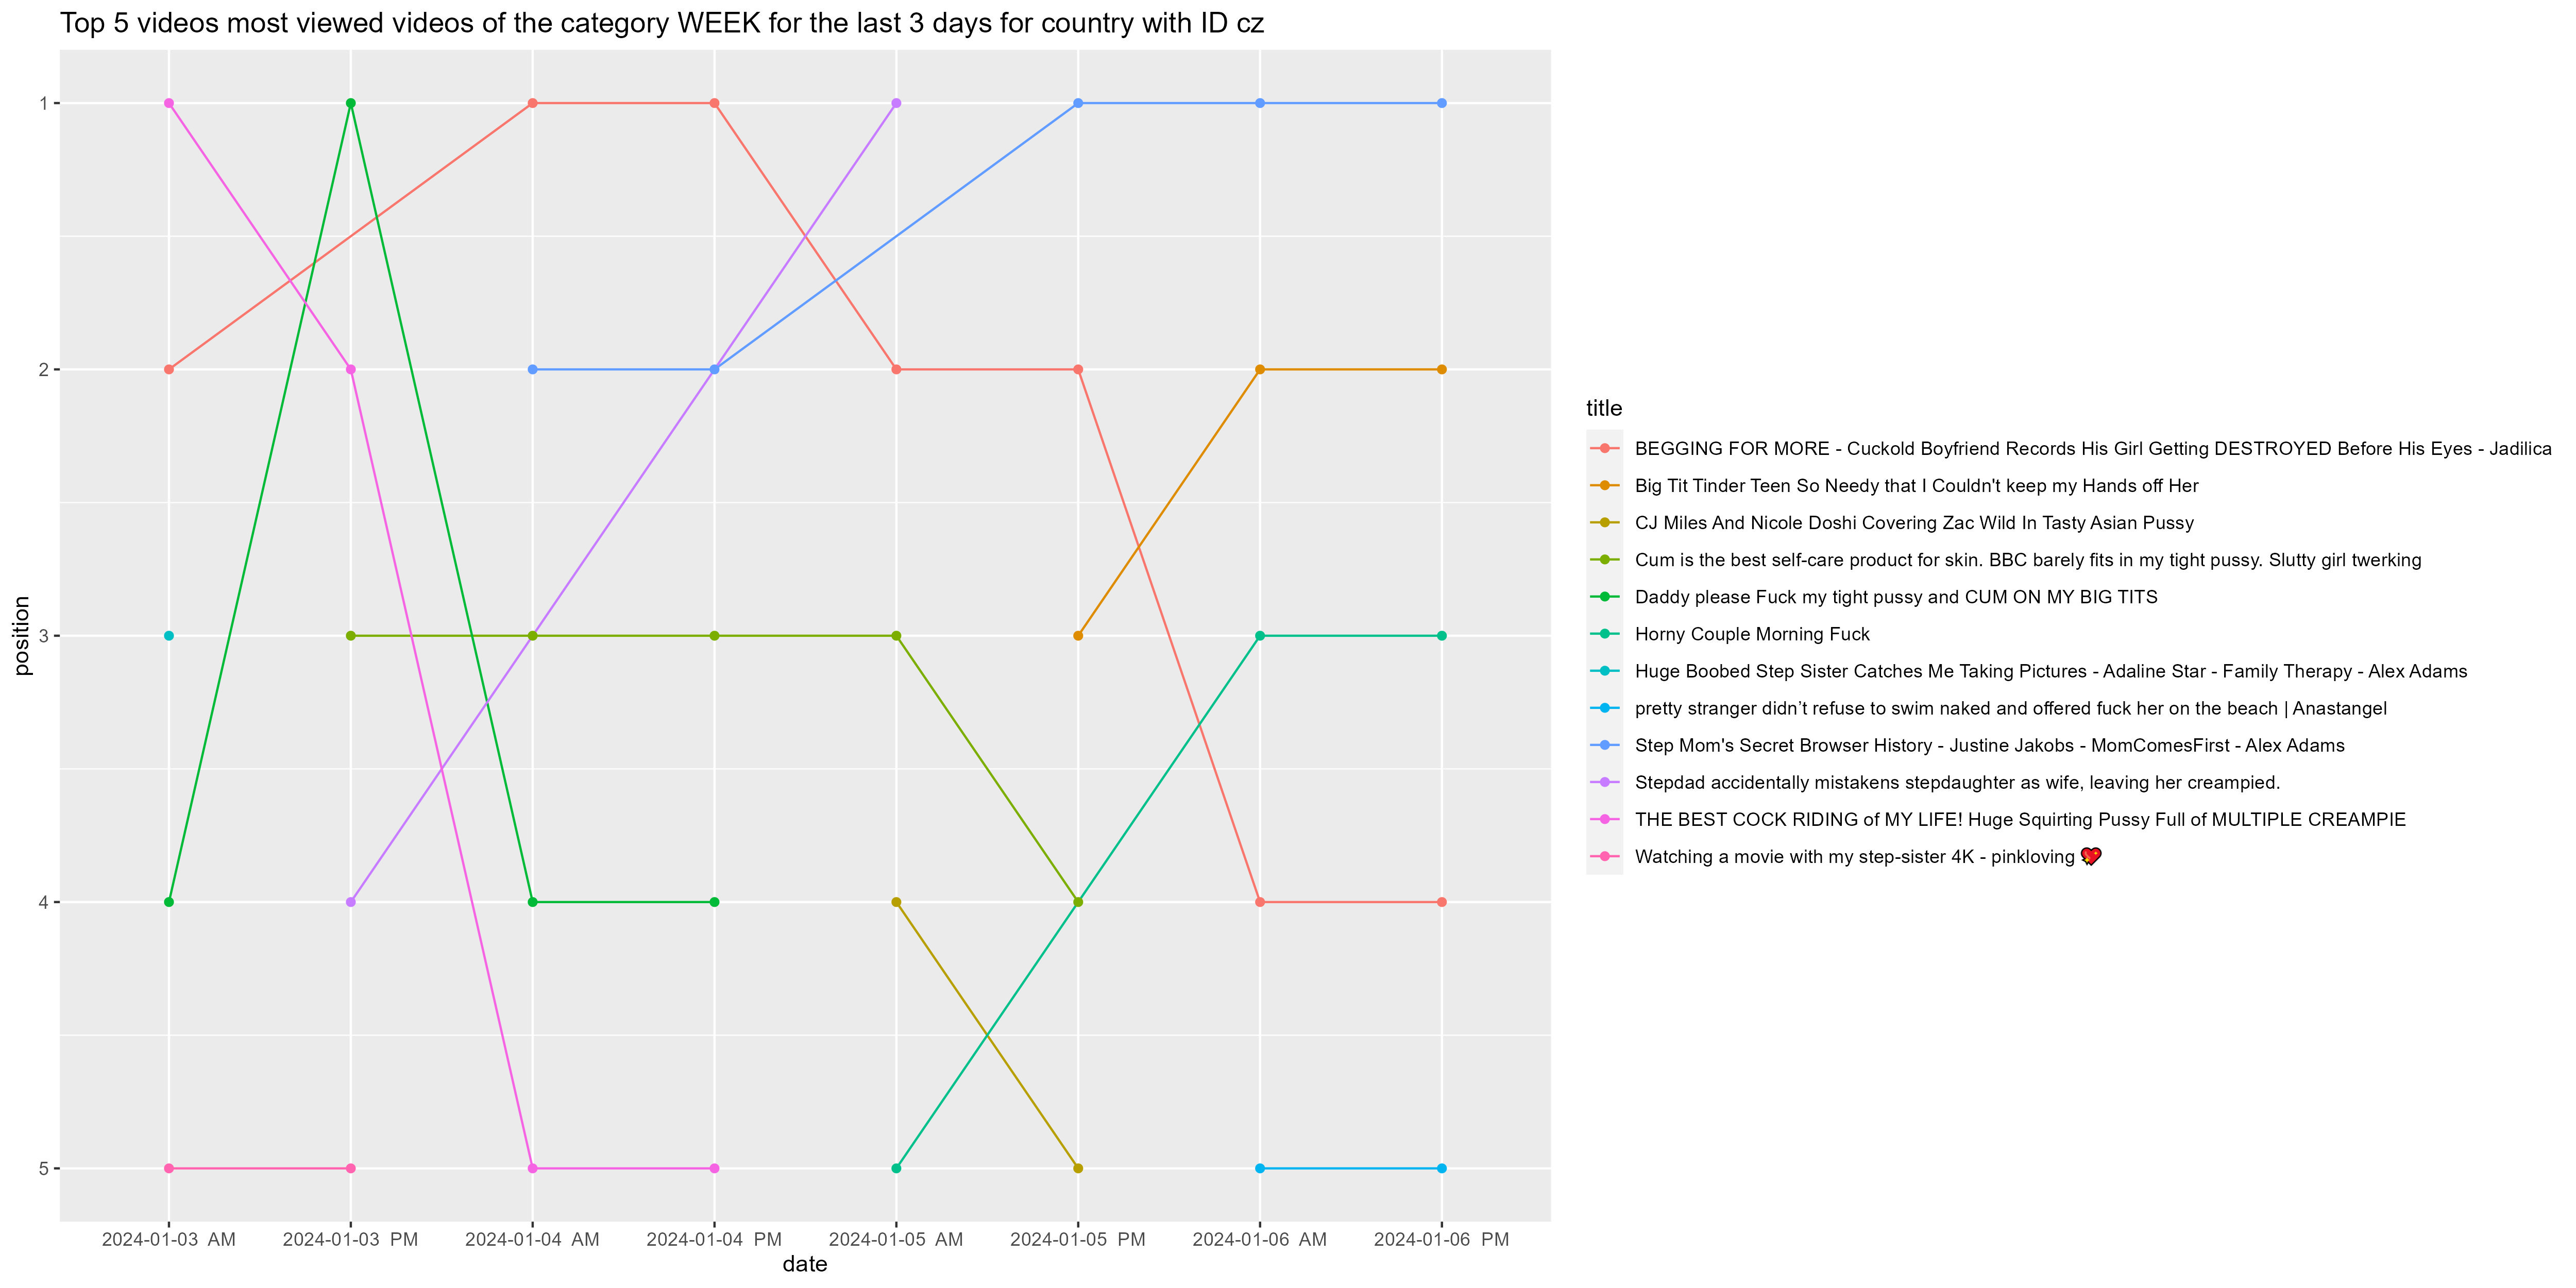 Top 5 videos most viewed videos of the category WEEK for the last 3 days for country with ID cz
1
2
3
4
5
position
2024-01-03 AM
2024-01-03 PM
2024-01-04 AM
2024-01-04 PM
2024-01-05 AM
2024-01-05 PM
2024-01-06 AM
2024-01-06 PM
date
title
BEGGING FOR MORE - Cuckold Boyfriend Records His Girl Getting DESTROYED Before His Eyes - Jadilica
Big Tit Tinder Teen So Needy that I Couldn't keep my Hands off Her
CJ Miles And Nicole Doshi Covering Zac Wild In Tasty Asian Pussy
Cum is the best self-care product for skin. BBC barely fits in my tight pussy. Slutty girl twerking
Daddy please Fuck my tight pussy and CUM ON MY BIG TITS
Horny Couple Morning Fuck
Huge Boobed Step Sister Catches Me Taking Pictures - Adaline Star - Family Therapy - Alex Adams
pretty stranger didn’t refuse to swim naked and offered fuck her on the beach | Anastangel
Step Mom's Secret Browser History - Justine Jakobs - MomComesFirst - Alex Adams
Stepdad accidentally mistakens stepdaughter as wife, leaving her creampied.
THE BEST COCK RIDING of MY LIFE! Huge Squirting Pussy Full of MULTIPLE CREAMPIE
Watching a movie with my step-sister 4K - pinkloving 💖